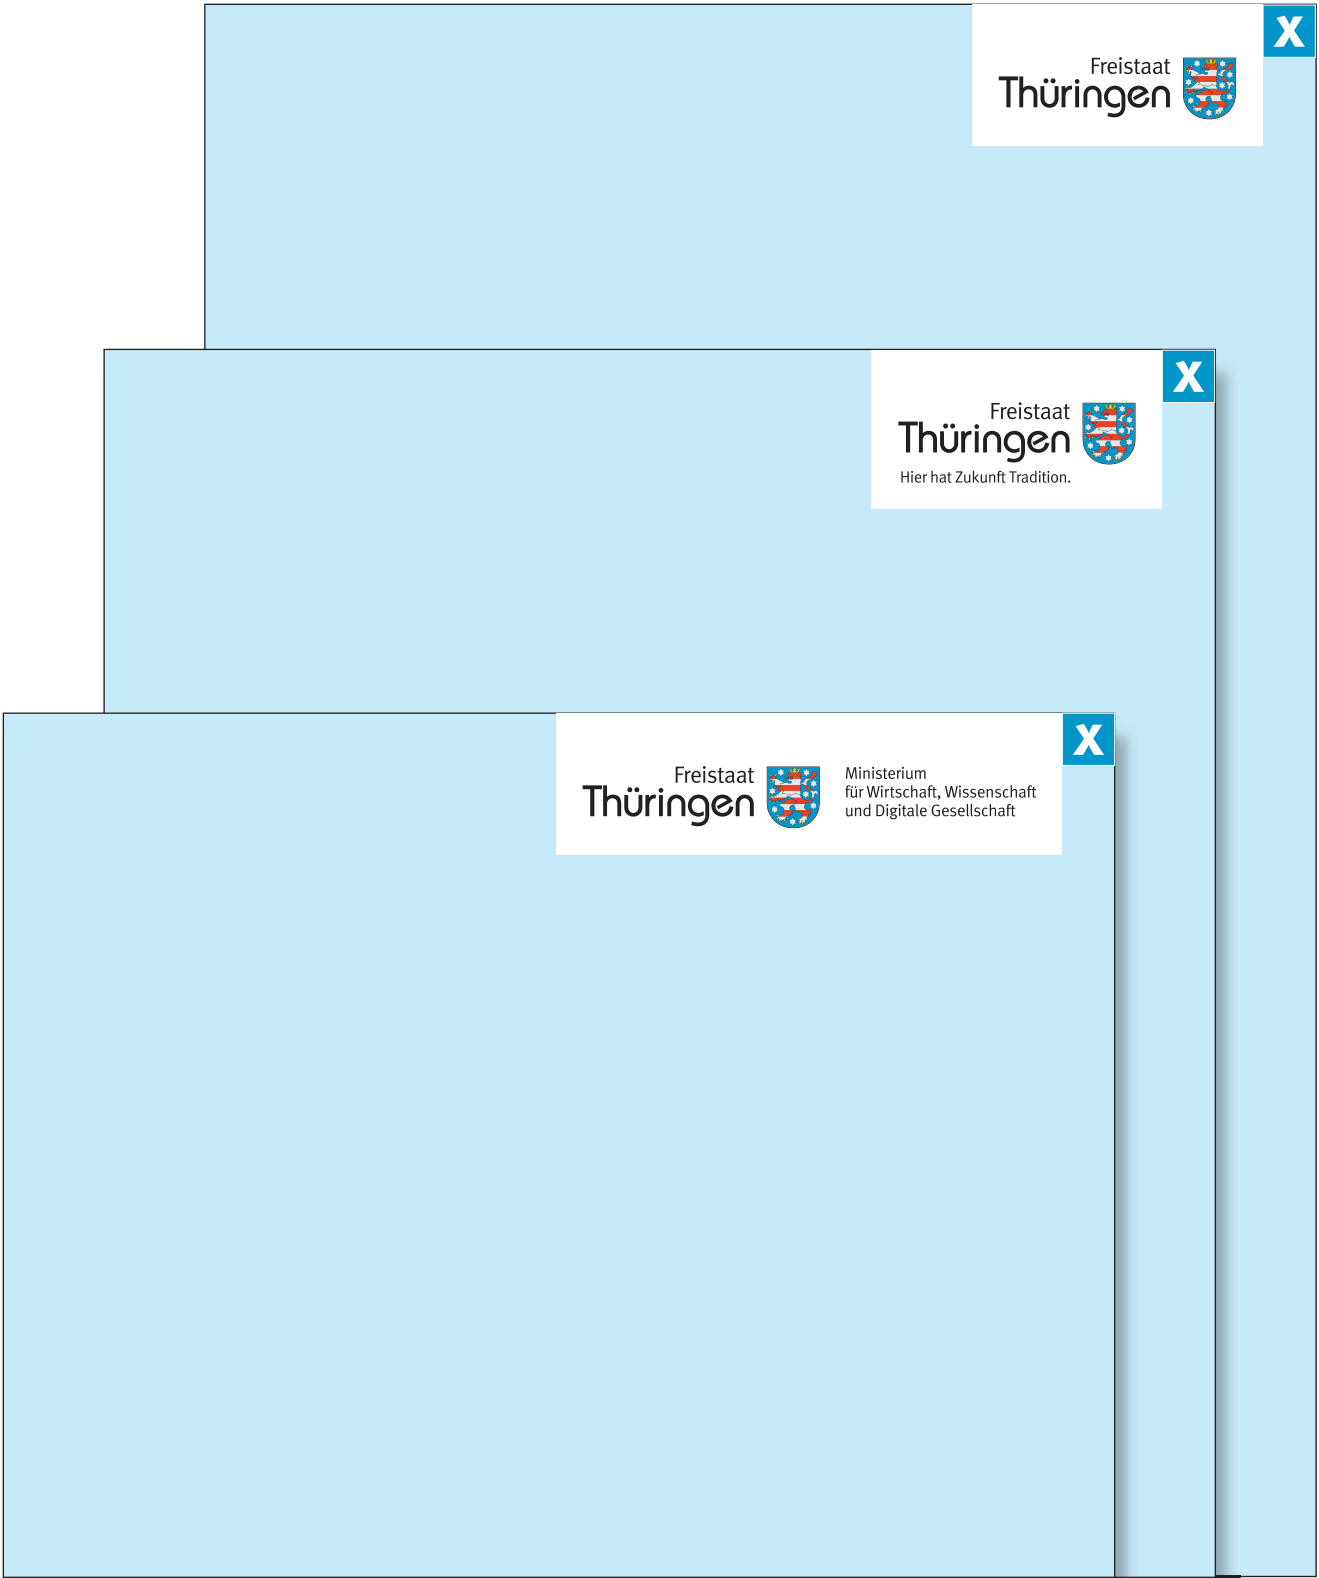 X
Freistaat
Thüringen
X
Freistaat
Thüringen
Hier hat Zukunft Tradition.
X
Freistaat
Thüringen
Ministerium
für Wirtschaft, Wissenschaft
und Digitale Gesellschaft